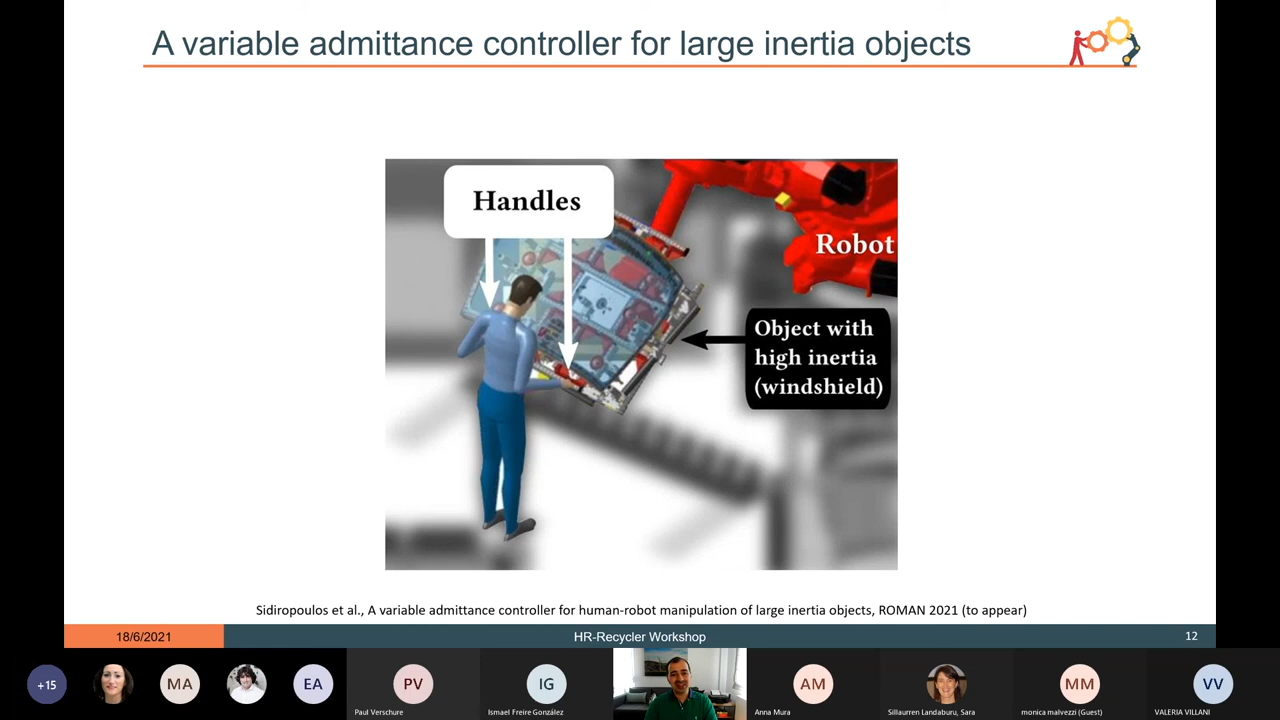 A variable admittance controller for large inertia objects
Handles
Robot
Object with
high inertia
(windshield)
Sidiropoulos et al., A variable admittance controller for human-robot manipulation of large inertia objects, ROMAN 2021 (to appear)
18/6/2021
HR-Recycler Workshop
12
+15
MA
EA
PV
IG
AM
MM
VV
Paul Verschure
Ismael Freire González
Anna Mura
Sillaurren Landaburu, Sara
monica malvezzi (Guest)
VALERIA VILLANI